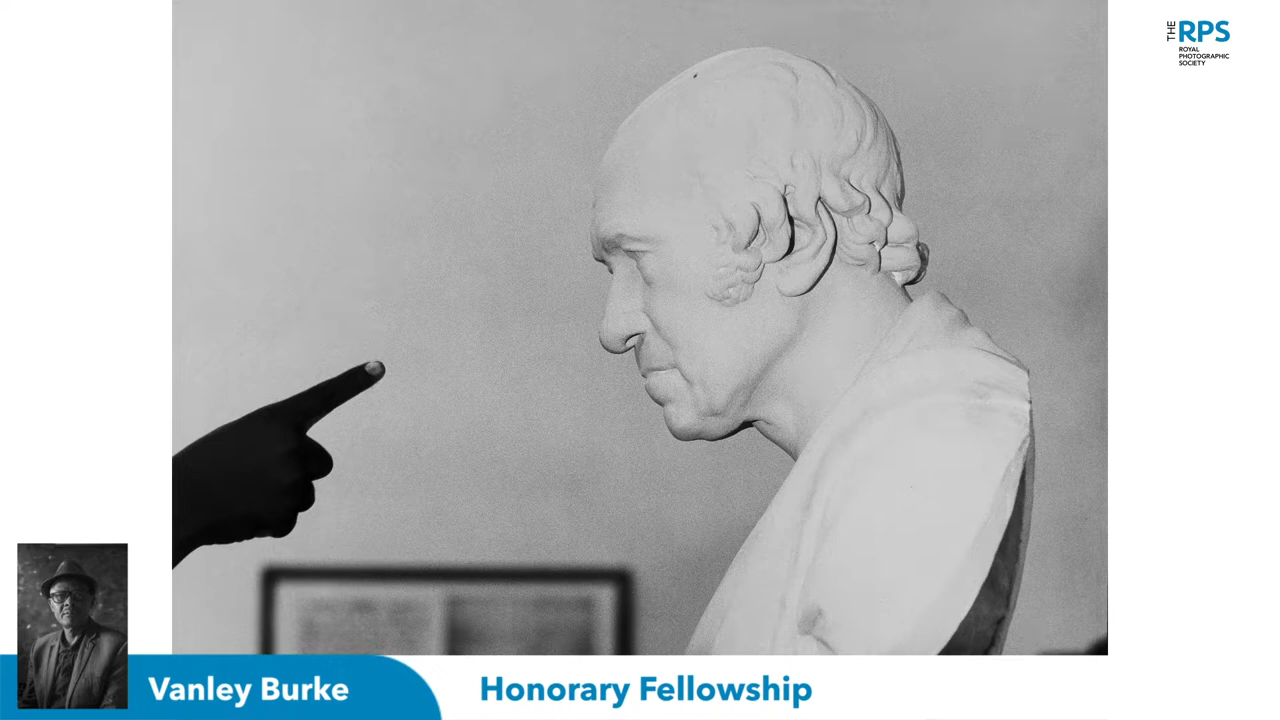 THE RPS
ROYAL
PHOTOGRAPHIC
SOCIETY
Vanley Burke
Honorary Fellowship